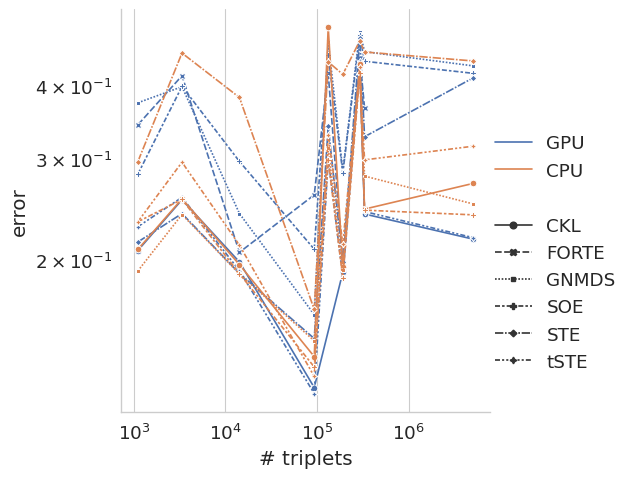 4 × 10⁻¹
3 × 10⁻¹
2 × 10⁻¹
error
10³ 10⁴ 10⁵ 10⁶
# triplets
GPU
CPU
CKL
FORTE
GNMDS
SOE
STE
tSTE